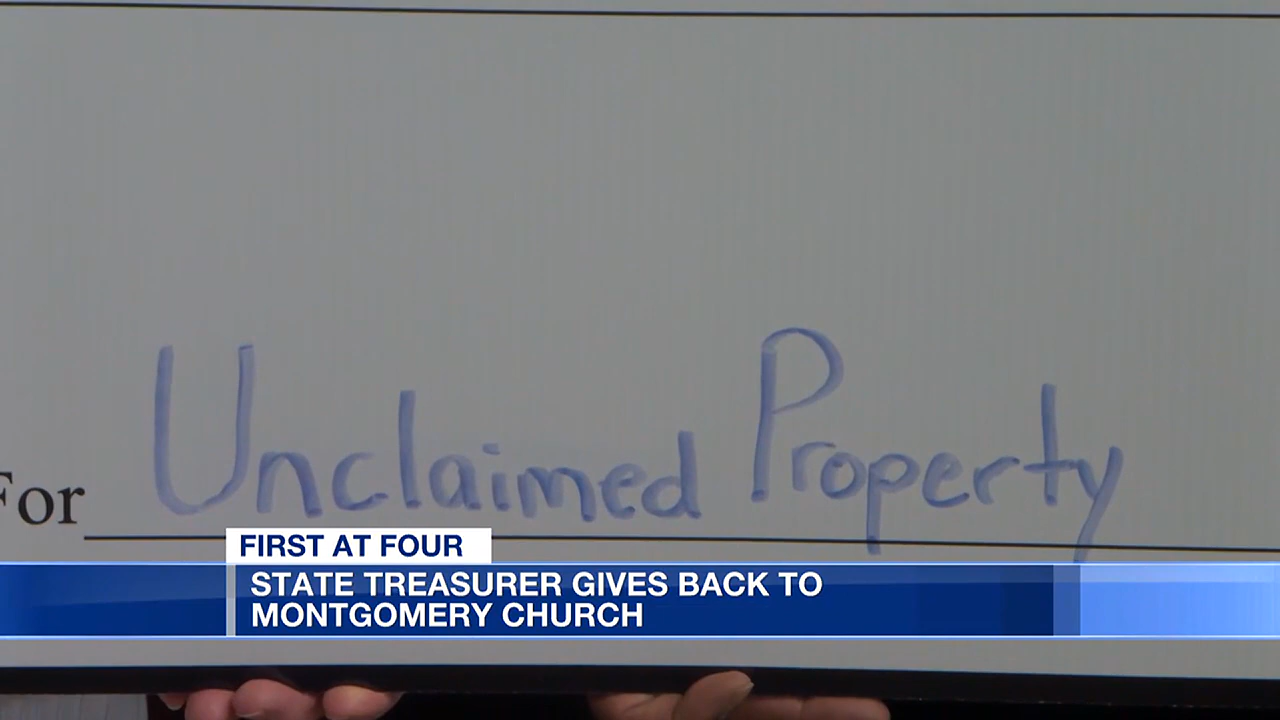 For Unclaimed Property
FIRST AT FOUR
STATE TREASURER GIVES BACK TO
MONTGOMERY CHURCH